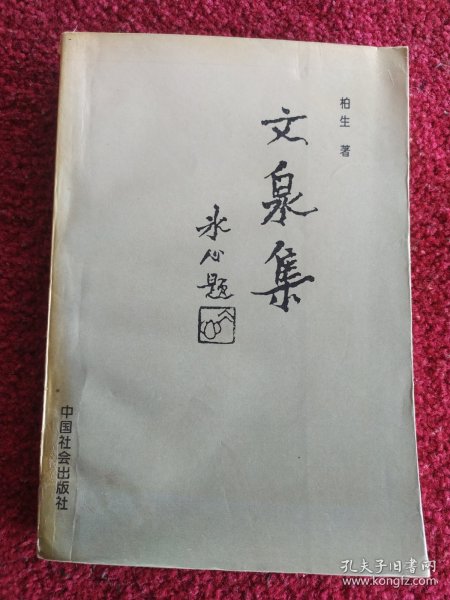 柏生 著
文泉集
冰心题
中国社会出版社
孔夫子旧书网
www.kongfz.com